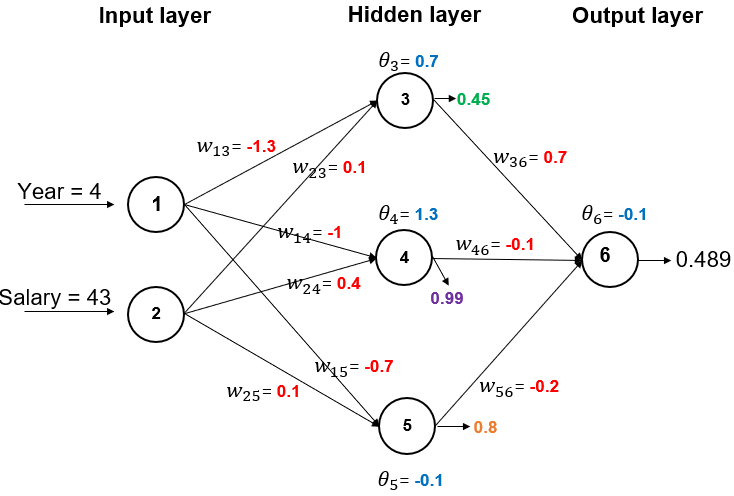 Input layer
Hidden layer
Output layer
θ₃= 0.7
3
0.45
w₁₃= -1.3
w₂₃= 0.1
w₃₆= 0.7
Year = 4
1
θ₄= 1.3
θ₆= -0.1
w₁₄= -1
4
w₄₆= -0.1
6
0.489
w₂₄= 0.4
0.99
Salary = 43
2
w₁₅= -0.7
w₂₅= 0.1
w₅₆= -0.2
5
0.8
θ₅= -0.1